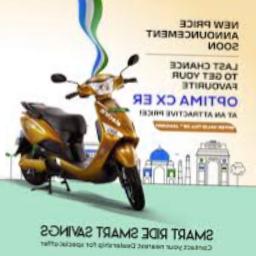 NEW PRICE
ANNOUNCEMENT
SOON
LAST CHANCE
TO GET YOUR
FAVOURITE
OPTIMA CX ER
AT AN ATTRACTIVE PRICE!
SMART RIDE SMART SAVINGS
Contact your nearest Dealership for special offer